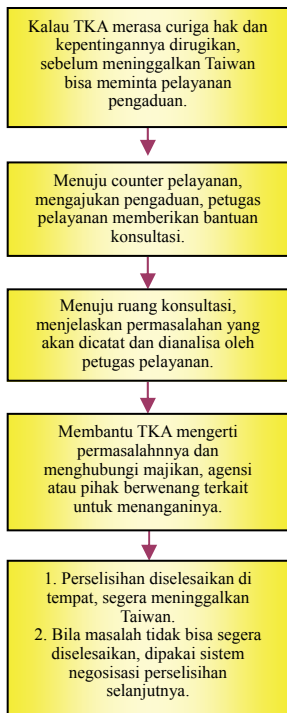 Kalau TKA merasa curiga hak dan
kepentingannya dirugikan,
sebelum meninggalkan Taiwan
bisa meminta pelayanan
pengaduan.
Menuju counter pelayanan,
mengajukan pengaduan, petugas
pelayanan memberikan bantuan
konsultasi.
Menuju ruang konsultasi,
menjelaskan permasalahan yang
akan dicatat dan dianalisa oleh
petugas pelayanan.
Membantu TKA mengerti
permasalahnnya dan
menghubungi majikan, agensi
atau pihak berwenang terkait
untuk menanganinya.
1. Perselisihan diselesaikan di
tempat, segera meninggalkan
Taiwan.
2. Bila masalah tidak bisa segera
diselesaikan, dipakai sistem
negosisasi perselisihan
selanjutnya.